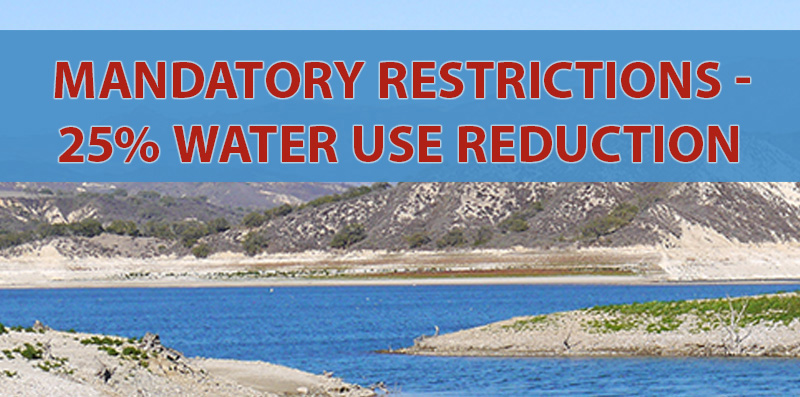 MANDATORY RESTRICTIONS -
25% WATER USE REDUCTION